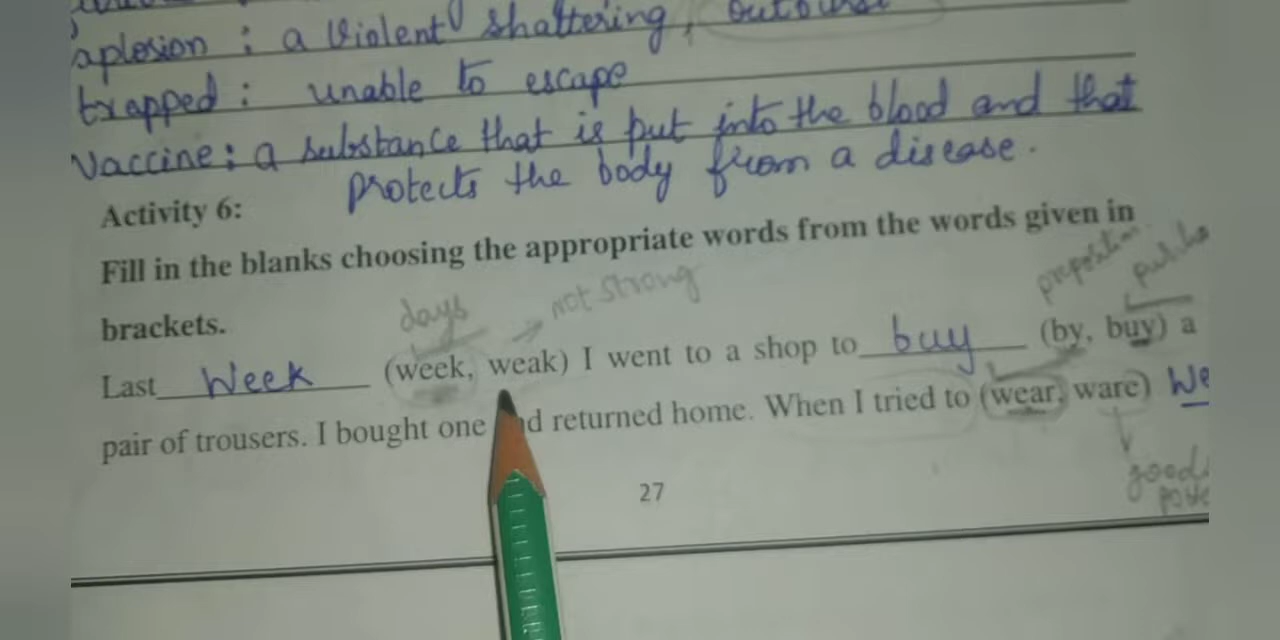 aplosion : a violent shattering,
trapped : unable to escape
Vaccine : a substance that is put into the blood and that
protects the body from a disease.
Activity 6:
Fill in the blanks choosing the appropriate words from the words given in
preposition
days → not strong
brackets.
Last Week (week, weak) I went to a shop to buy (by, buy) a
pair of trousers. I bought one nd returned home. When I tried to (wear, ware) We
good
27